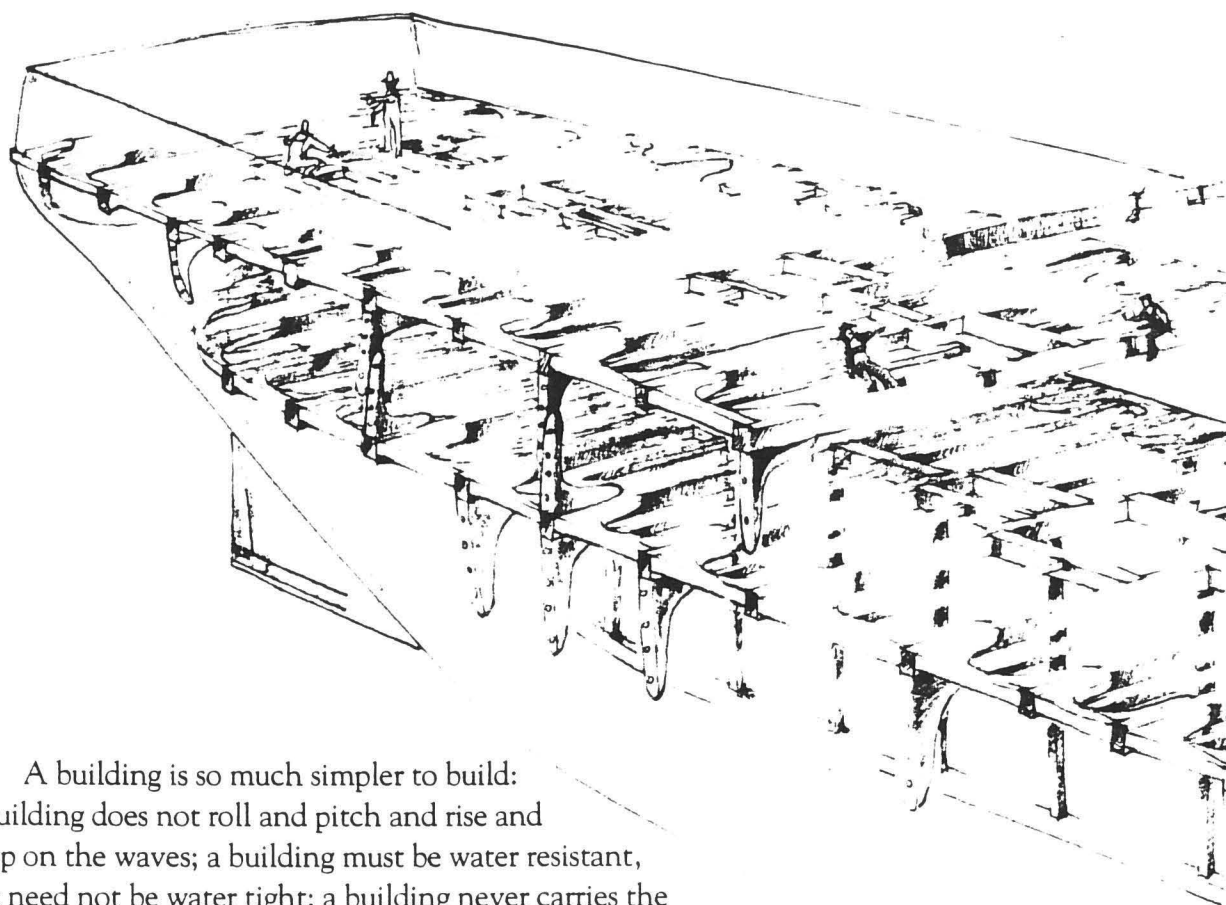 A building is so much simpler to build:
uilding does not roll and pitch and rise and
p on the waves; a building must be water resistant,
need not be water tight; a building never carries the